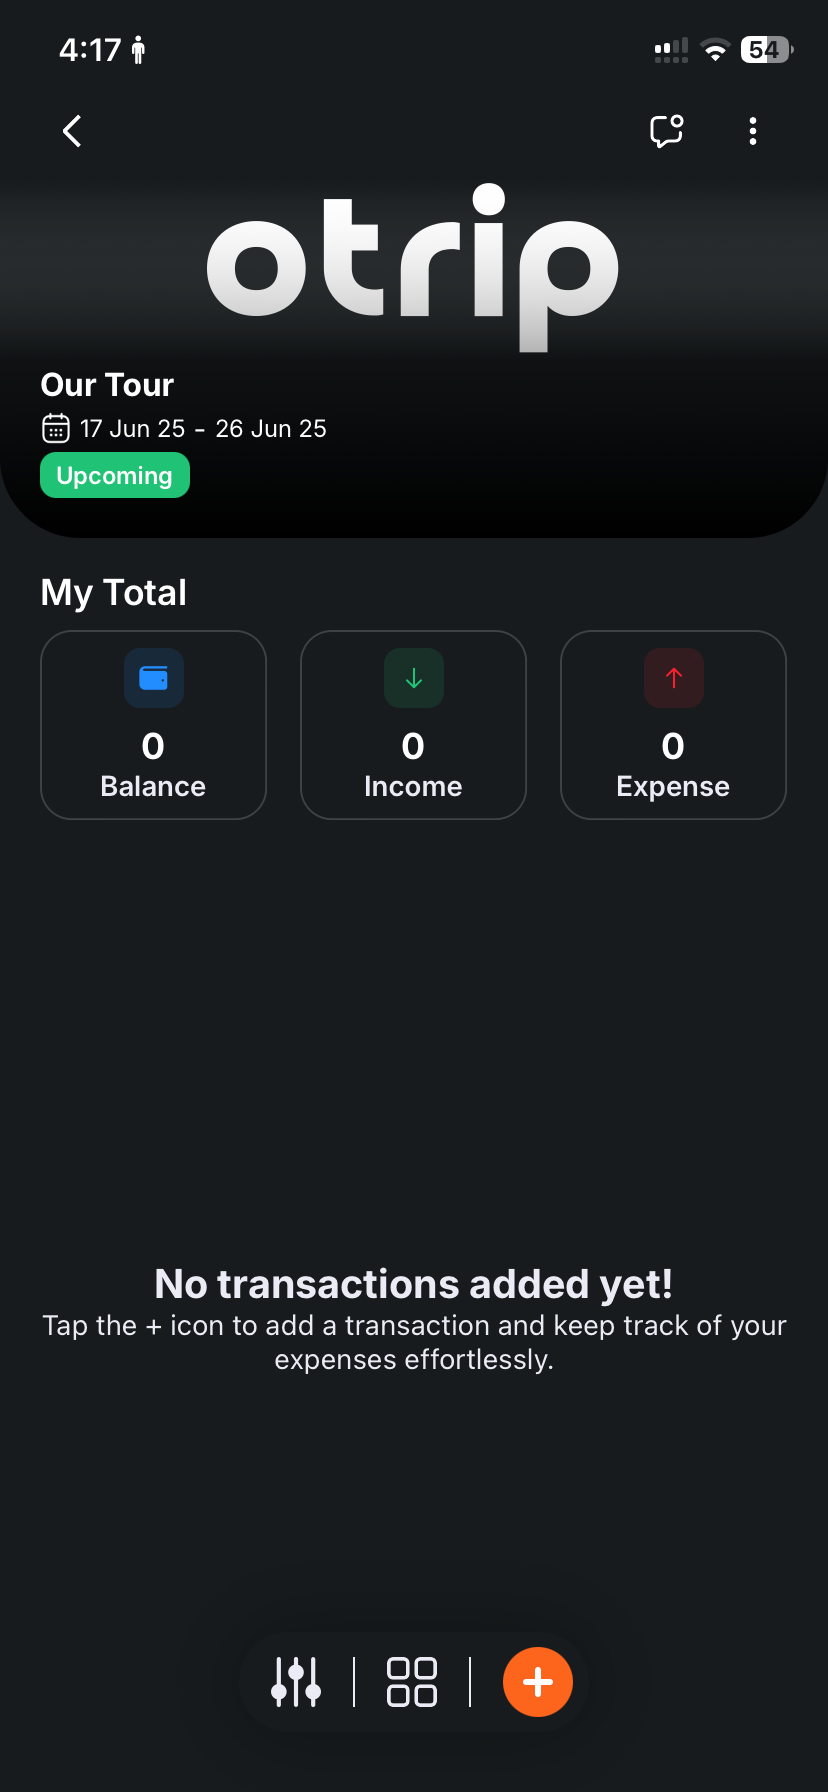 4:17
54
otrip
Our Tour
17 Jun 25 - 26 Jun 25
Upcoming
My Total
0 0 0
Balance Income Expense
No transactions added yet!
Tap the + icon to add a transaction and keep track of your
expenses effortlessly.